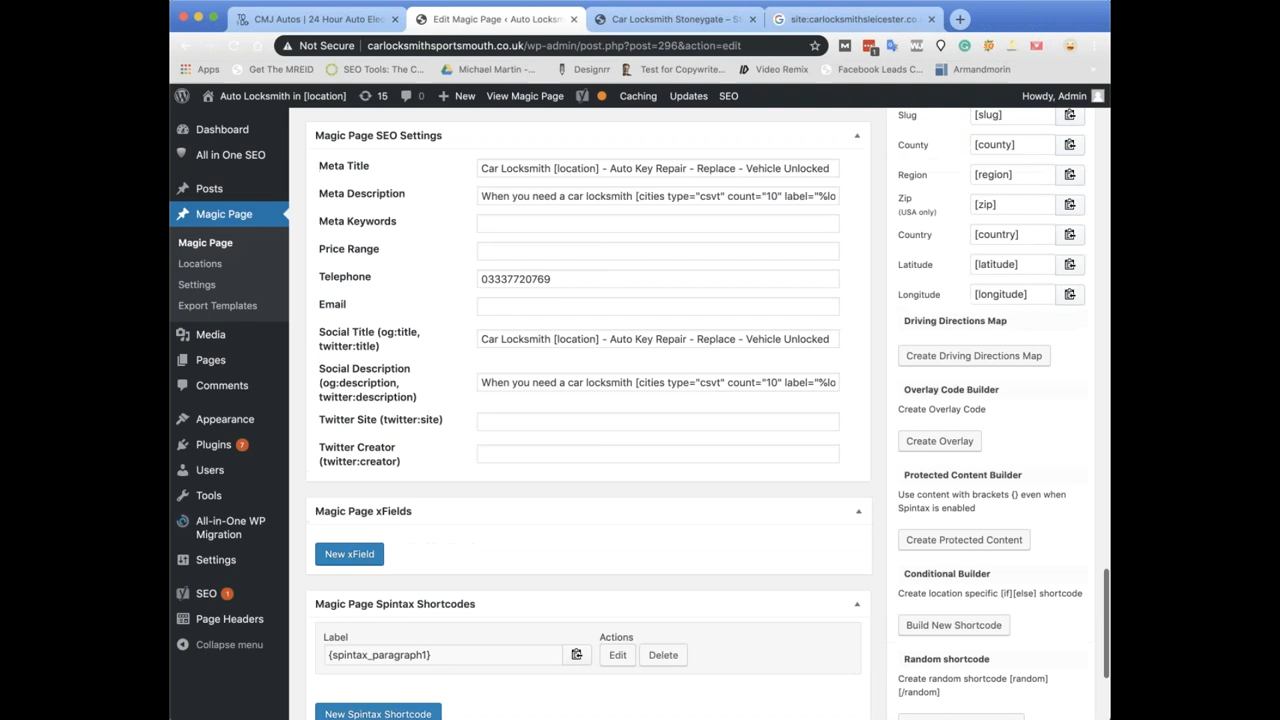 CMJ Autos | 24 Hour Auto Elec
Edit Magic Page ‹ Auto Locksm
Car Locksmith Stoneygate – St
site:carlocksmithsleicester.co.
Not Secure | carlocksmithsportsmouth.co.uk/wp-admin/post.php?post=296&action=edit
Apps
Get The MREID
SEO Tools: The C...
Michael Martin -...
Designrr
Test for Copywrite...
Video Remix
Facebook Leads C...
Armandmorin
Auto Locksmith in [location]
15
0
New
View Magic Page
Caching
Updates
SEO
Howdy, Admin
Dashboard
All in One SEO
Posts
Magic Page
Magic Page
Locations
Settings
Export Templates
Media
Pages
Comments
Appearance
Plugins 7
Users
Tools
All-in-One WP
Migration
Settings
SEO 1
Page Headers
Collapse menu
Magic Page SEO Settings
Meta Title
Car Locksmith [location] - Auto Key Repair - Replace - Vehicle Unlocked
Meta Description
When you need a car locksmith [cities type="csvt" count="10" label="%lo
Meta Keywords
Price Range
Telephone
03337720769
Email
Social Title (og:title,
twitter:title)
Car Locksmith [location] - Auto Key Repair - Replace - Vehicle Unlocked
Social Description
(og:description,
twitter:description)
When you need a car locksmith [cities type="csvt" count="10" label="%lo
Twitter Site (twitter:site)
Twitter Creator
(twitter:creator)
Magic Page xFields
New xField
Magic Page Spintax Shortcodes
Label
Actions
{spintax_paragraph1}
Edit
Delete
New Spintax Shortcode
Slug
[slug]
County
[county]
Region
[region]
Zip
(USA only)
[zip]
Country
[country]
Latitude
[latitude]
Longitude
[longitude]
Driving Directions Map
Create Driving Directions Map
Overlay Code Builder
Create Overlay Code
Create Overlay
Protected Content Builder
Use content with brackets {} even when
Spintax is enabled
Create Protected Content
Conditional Builder
Create location specific [if][else] shortcode
Build New Shortcode
Random shortcode
Create random shortcode [random]
[/random]